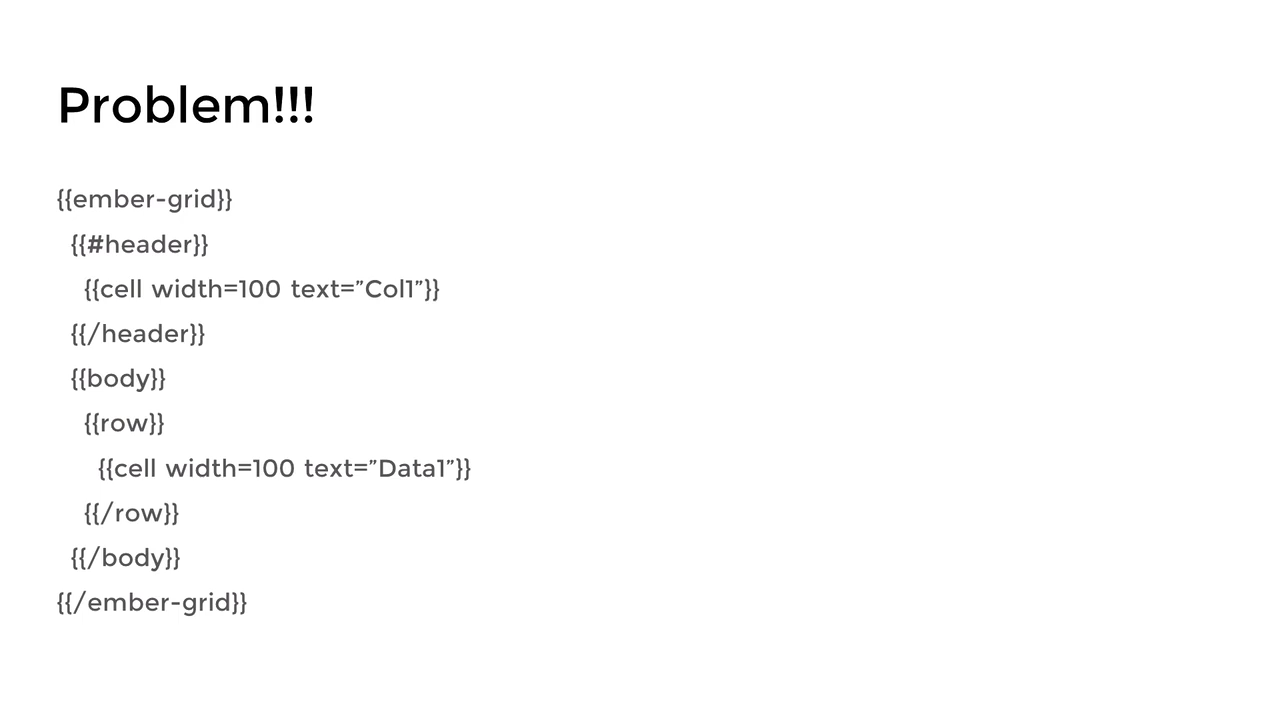 Problem!!!
{{ember-grid}}
{{#header}}
{{cell width=100 text=”Col1”}}
{{/header}}
{{body}}
{{row}}
{{cell width=100 text=”Data1”}}
{{/row}}
{{/body}}
{{/ember-grid}}